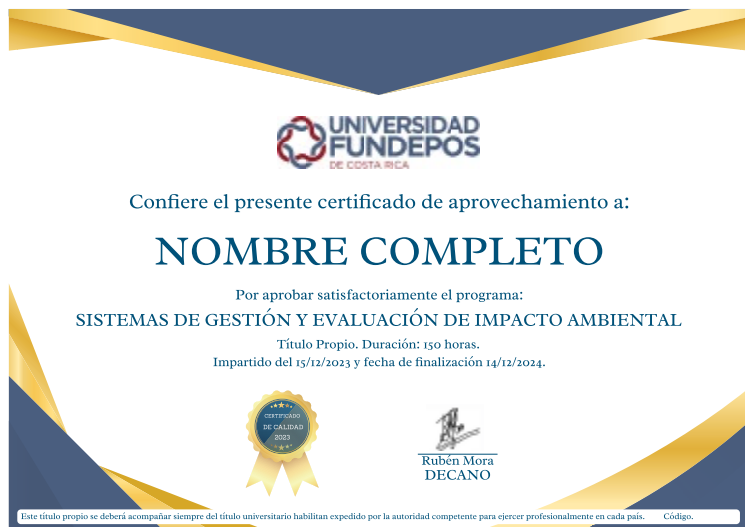 UNIVERSIDAD
FUNDEPOS
DE COSTA RICA
Confiere el presente certificado de aprovechamiento a:
NOMBRE COMPLETO
Por aprobar satisfactoriamente el programa:
SISTEMAS DE GESTIÓN Y EVALUACIÓN DE IMPACTO AMBIENTAL
Título Propio. Duración: 150 horas.
Impartido del 15/12/2023 y fecha de finalización 14/12/2024.
CERTIFICADO
DE CALIDAD
2023
Rubén Mora
DECANO
Este título propio se deberá acompañar siempre del título universitario habilitan expedido por la autoridad competente para ejercer profesionalmente en cada país. Código.